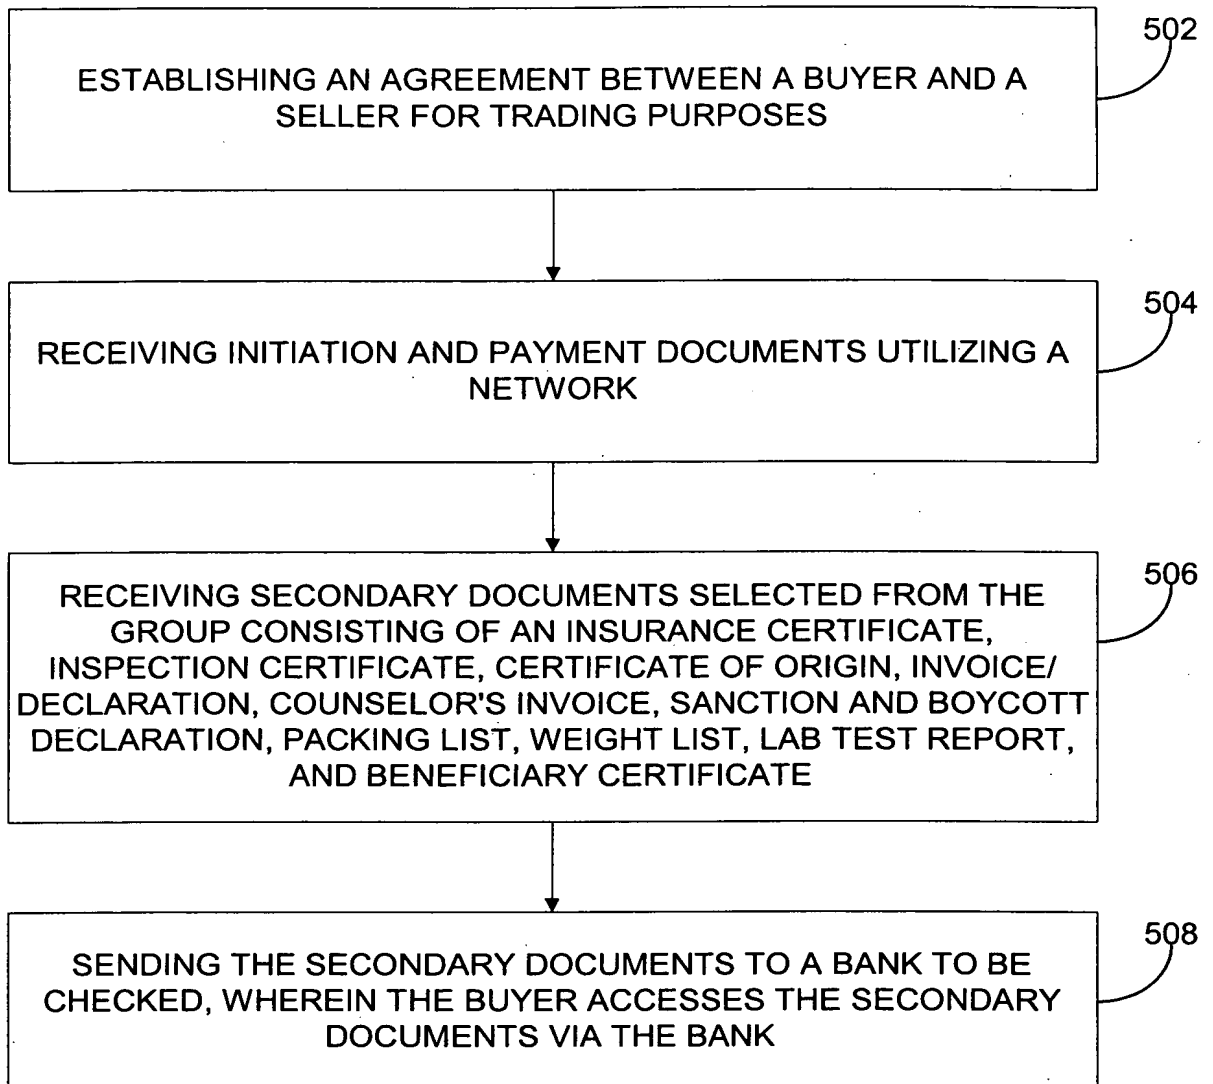 502
ESTABLISHING AN AGREEMENT BETWEEN A BUYER AND A
SELLER FOR TRADING PURPOSES
504
RECEIVING INITIATION AND PAYMENT DOCUMENTS UTILIZING A
NETWORK
506
RECEIVING SECONDARY DOCUMENTS SELECTED FROM THE
GROUP CONSISTING OF AN INSURANCE CERTIFICATE,
INSPECTION CERTIFICATE, CERTIFICATE OF ORIGIN, INVOICE/
DECLARATION, COUNSELOR'S INVOICE, SANCTION AND BOYCOTT
DECLARATION, PACKING LIST, WEIGHT LIST, LAB TEST REPORT,
AND BENEFICIARY CERTIFICATE
508
SENDING THE SECONDARY DOCUMENTS TO A BANK TO BE
CHECKED, WHEREIN THE BUYER ACCESSES THE SECONDARY
DOCUMENTS VIA THE BANK